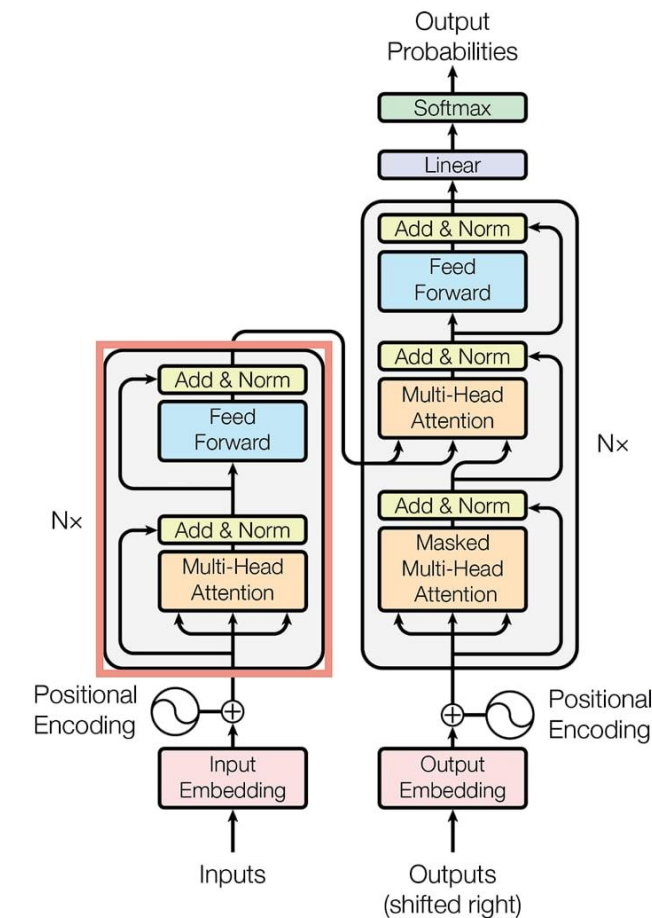 Output
Probabilities
Softmax
Linear
Add & Norm
Feed
Forward
Add & Norm
Multi-Head
Attention
Add & Norm
Masked
Multi-Head
Attention
N×
Add & Norm
Feed
Forward
Add & Norm
Multi-Head
Attention
N×
Positional
Encoding
Positional
Encoding
Input
Embedding
Output
Embedding
Inputs
Outputs
(shifted right)